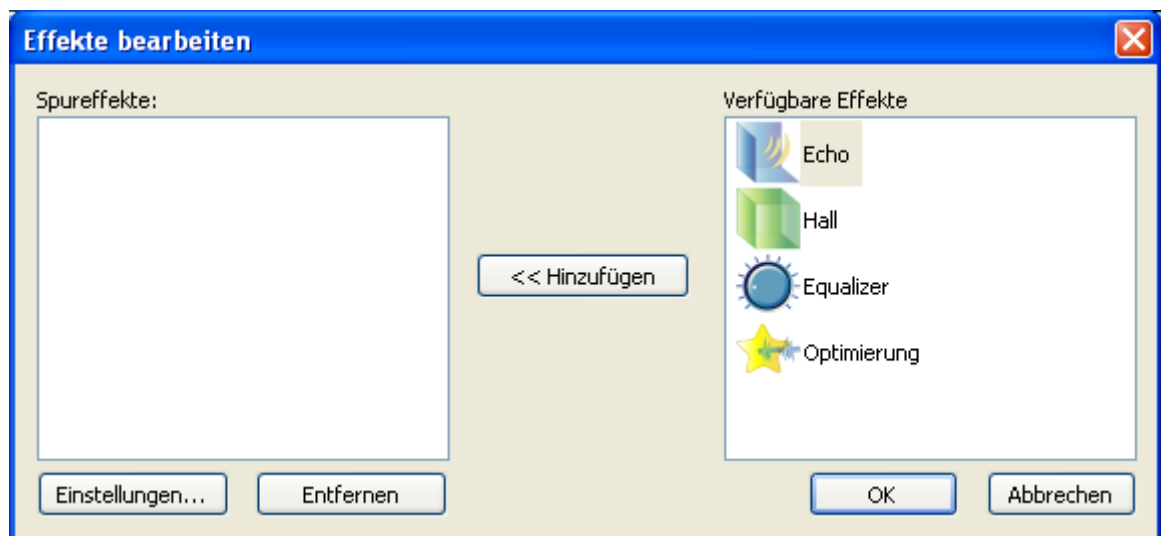 Effekte bearbeiten
Spureffekte:
Verfügbare Effekte
Echo
Hall
<< Hinzufügen
Equalizer
Optimierung
Einstellungen...
Entfernen
OK
Abbrechen